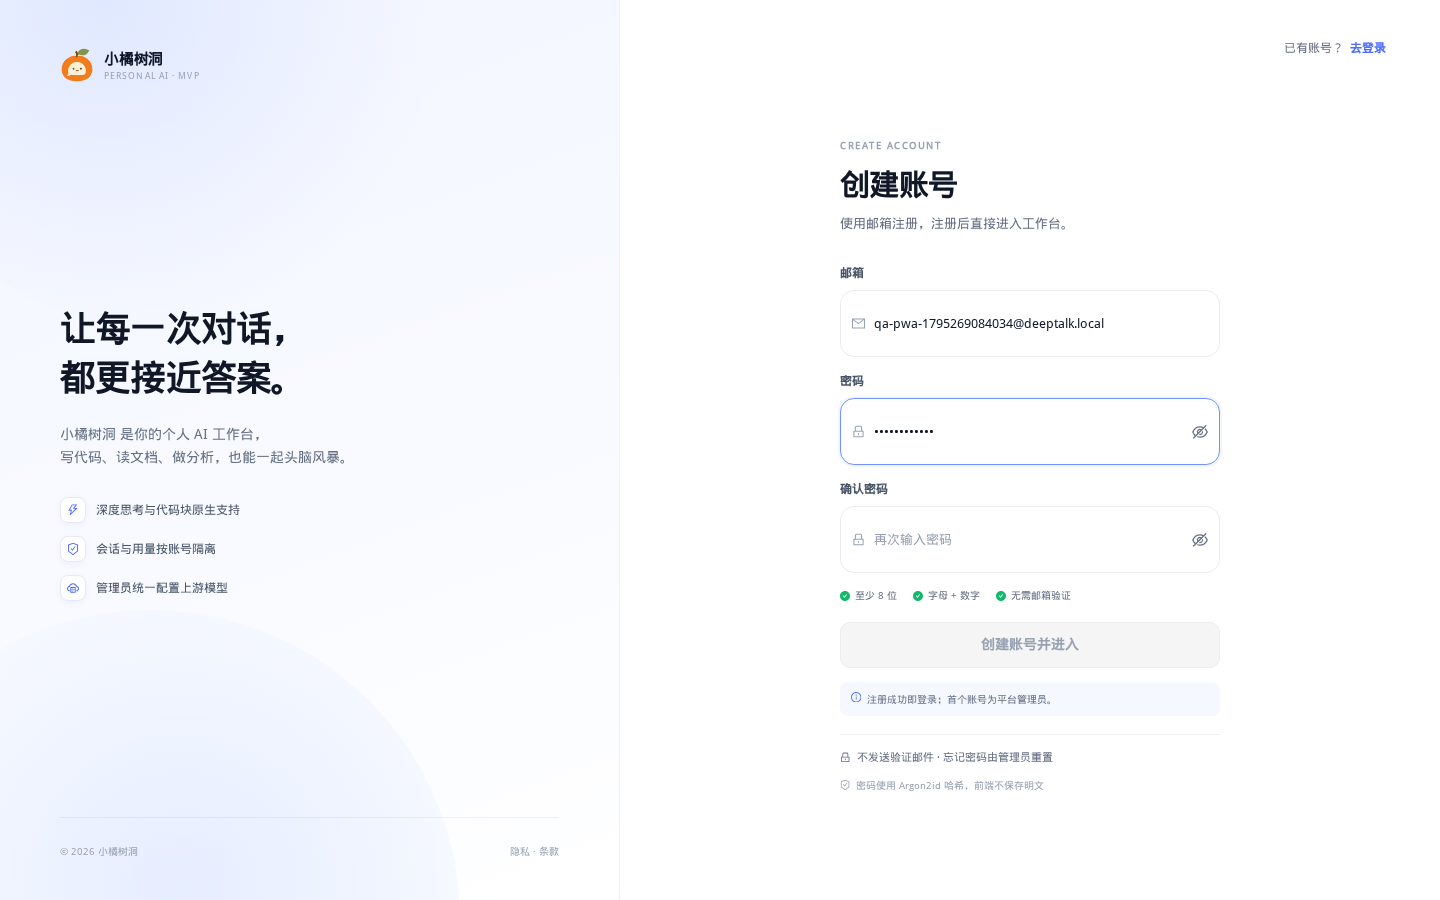 小橘树洞
PERSONAL AI · MVP
让每一次对话，
都更接近答案。
小橘树洞 是你的个人 AI 工作台，
写代码、读文档、做分析，也能一起头脑风暴。
深度思考与代码块原生支持
会话与用量按账号隔离
管理员统一配置上游模型
© 2026 小橘树洞
隐私 · 条款
已有账号？ 去登录
CREATE ACCOUNT
创建账号
使用邮箱注册，注册后直接进入工作台。
邮箱
qa-pwa-1795269084034@deeptalk.local
密码
••••••••••••
确认密码
再次输入密码
至少 8 位 字母 + 数字 无需邮箱验证
创建账号并进入
注册成功即登录；首个账号为平台管理员。
不发送验证邮件 · 忘记密码由管理员重置
密码使用 Argon2id 哈希，前端不保存明文